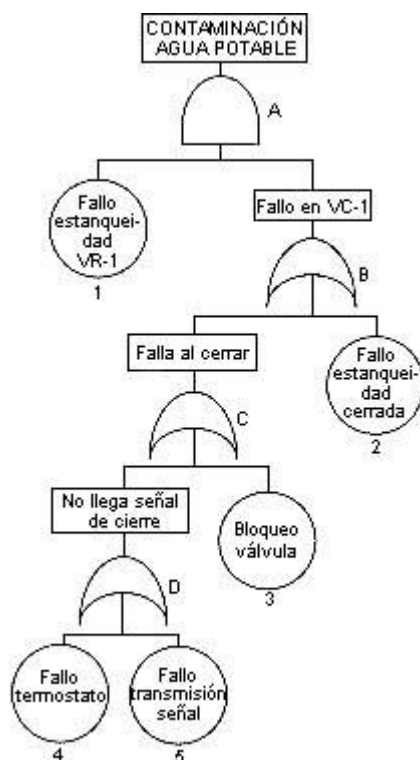 CONTAMINACIÓN
AGUA POTABLE
A
Fallo
estanquei-
dad
VR-1
1
Fallo en VC-1
B
Falla al cerrar
Fallo
estanquei-
dad
cerrada
2
C
No llega señal
de cierre
Bloqueo
válvula
3
D
Fallo
termostato
4
Fallo
transmisión
señal
5